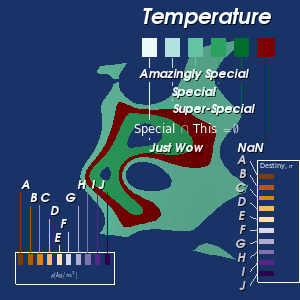 Temperature
Amazingly Special
Special
Super-Special
Special ∩ This = ∅
Just Wow
NaN
A
B C
D
E
F
G
H I J
ρ(kg/m³)
Destiny, σ
A
B
C
D
E
F
G
H
I
J